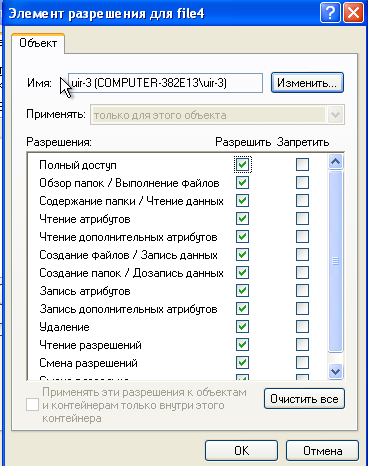 Элемент разрешения для file4
Объект
Имя: uir-3 (COMPUTER-382E13\uir-3) Изменить...
Применять: только для этого объекта
Разрешения: Разрешить Запретить
Полный доступ
Обзор папок / Выполнение файлов
Содержание папки / Чтение данных
Чтение атрибутов
Чтение дополнительных атрибутов
Создание файлов / Запись данных
Создание папок / Дозапись данных
Запись атрибутов
Запись дополнительных атрибутов
Удаление
Чтение разрешений
Смена разрешений
Применять эти разрешения к объектам
и контейнерам только внутри этого
контейнера
Очистить все
OK Отмена